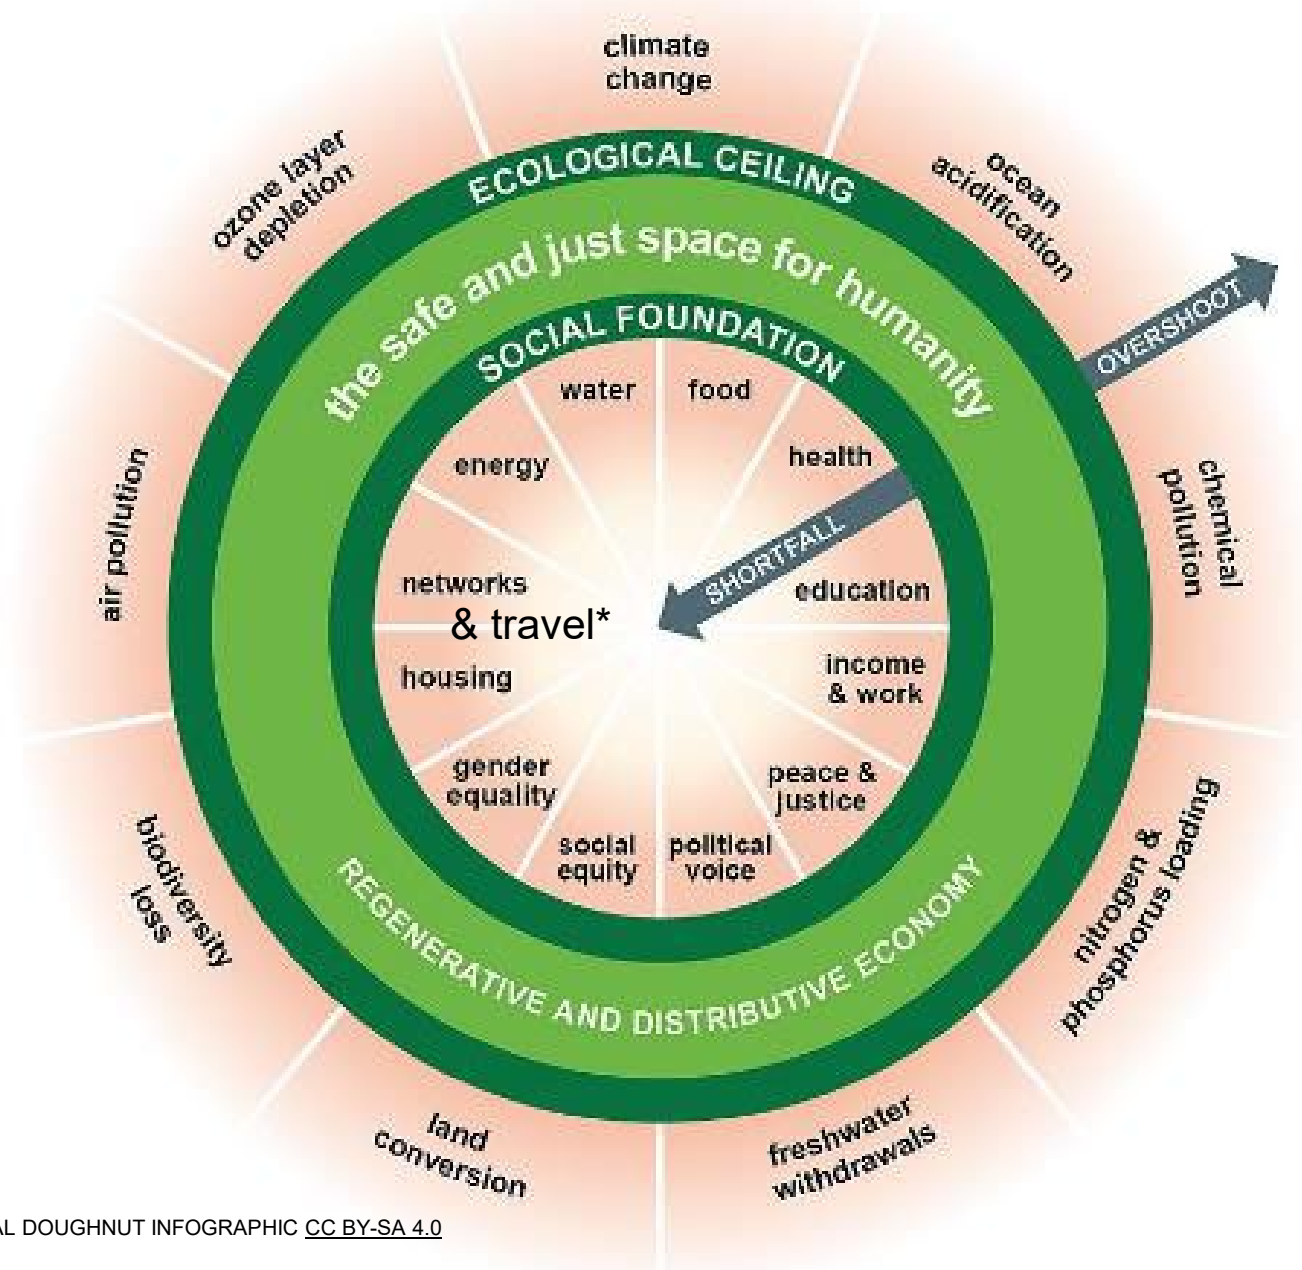 climate
change
ozone layer
depletion
ocean
acidification
ECOLOGICAL CEILING
the safe and just space for humanity
OVERSHOOT
SOCIAL FOUNDATION
water
food
energy
health
air pollution
chemical
pollution
SHORTFALL
networks
& travel*
education
housing
income
& work
gender
equality
peace &
justice
social
equity
political
voice
biodiversity
loss
nitrogen &
phosphorus loading
REGENERATIVE AND DISTRIBUTIVE ECONOMY
land
conversion
freshwater
withdrawals
AL DOUGHNUT INFOGRAPHIC CC BY-SA 4.0